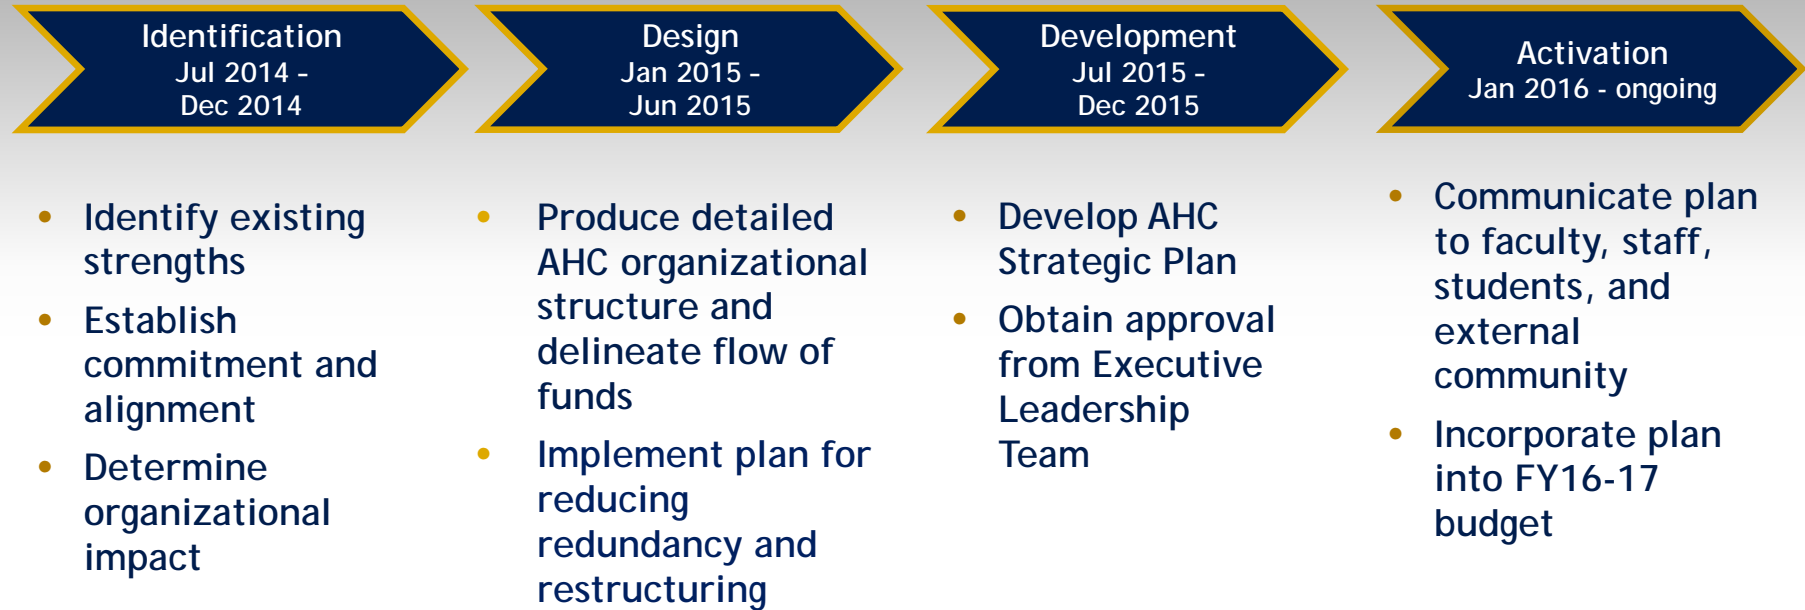 Identification
Jul 2014 –
Dec 2014
• Identify existing
strengths
• Establish
commitment and
alignment
• Determine
organizational
impact
Design
Jan 2015 –
Jun 2015
• Produce detailed
AHC organizational
structure and
delineate flow of
funds
• Implement plan for
reducing
redundancy and
restructuring
Development
Jul 2015 –
Dec 2015
• Develop AHC
Strategic Plan
• Obtain approval
from Executive
Leadership
Team
Activation
Jan 2016 - ongoing
• Communicate plan
to faculty, staff,
students, and
external
community
• Incorporate plan
into FY16-17
budget